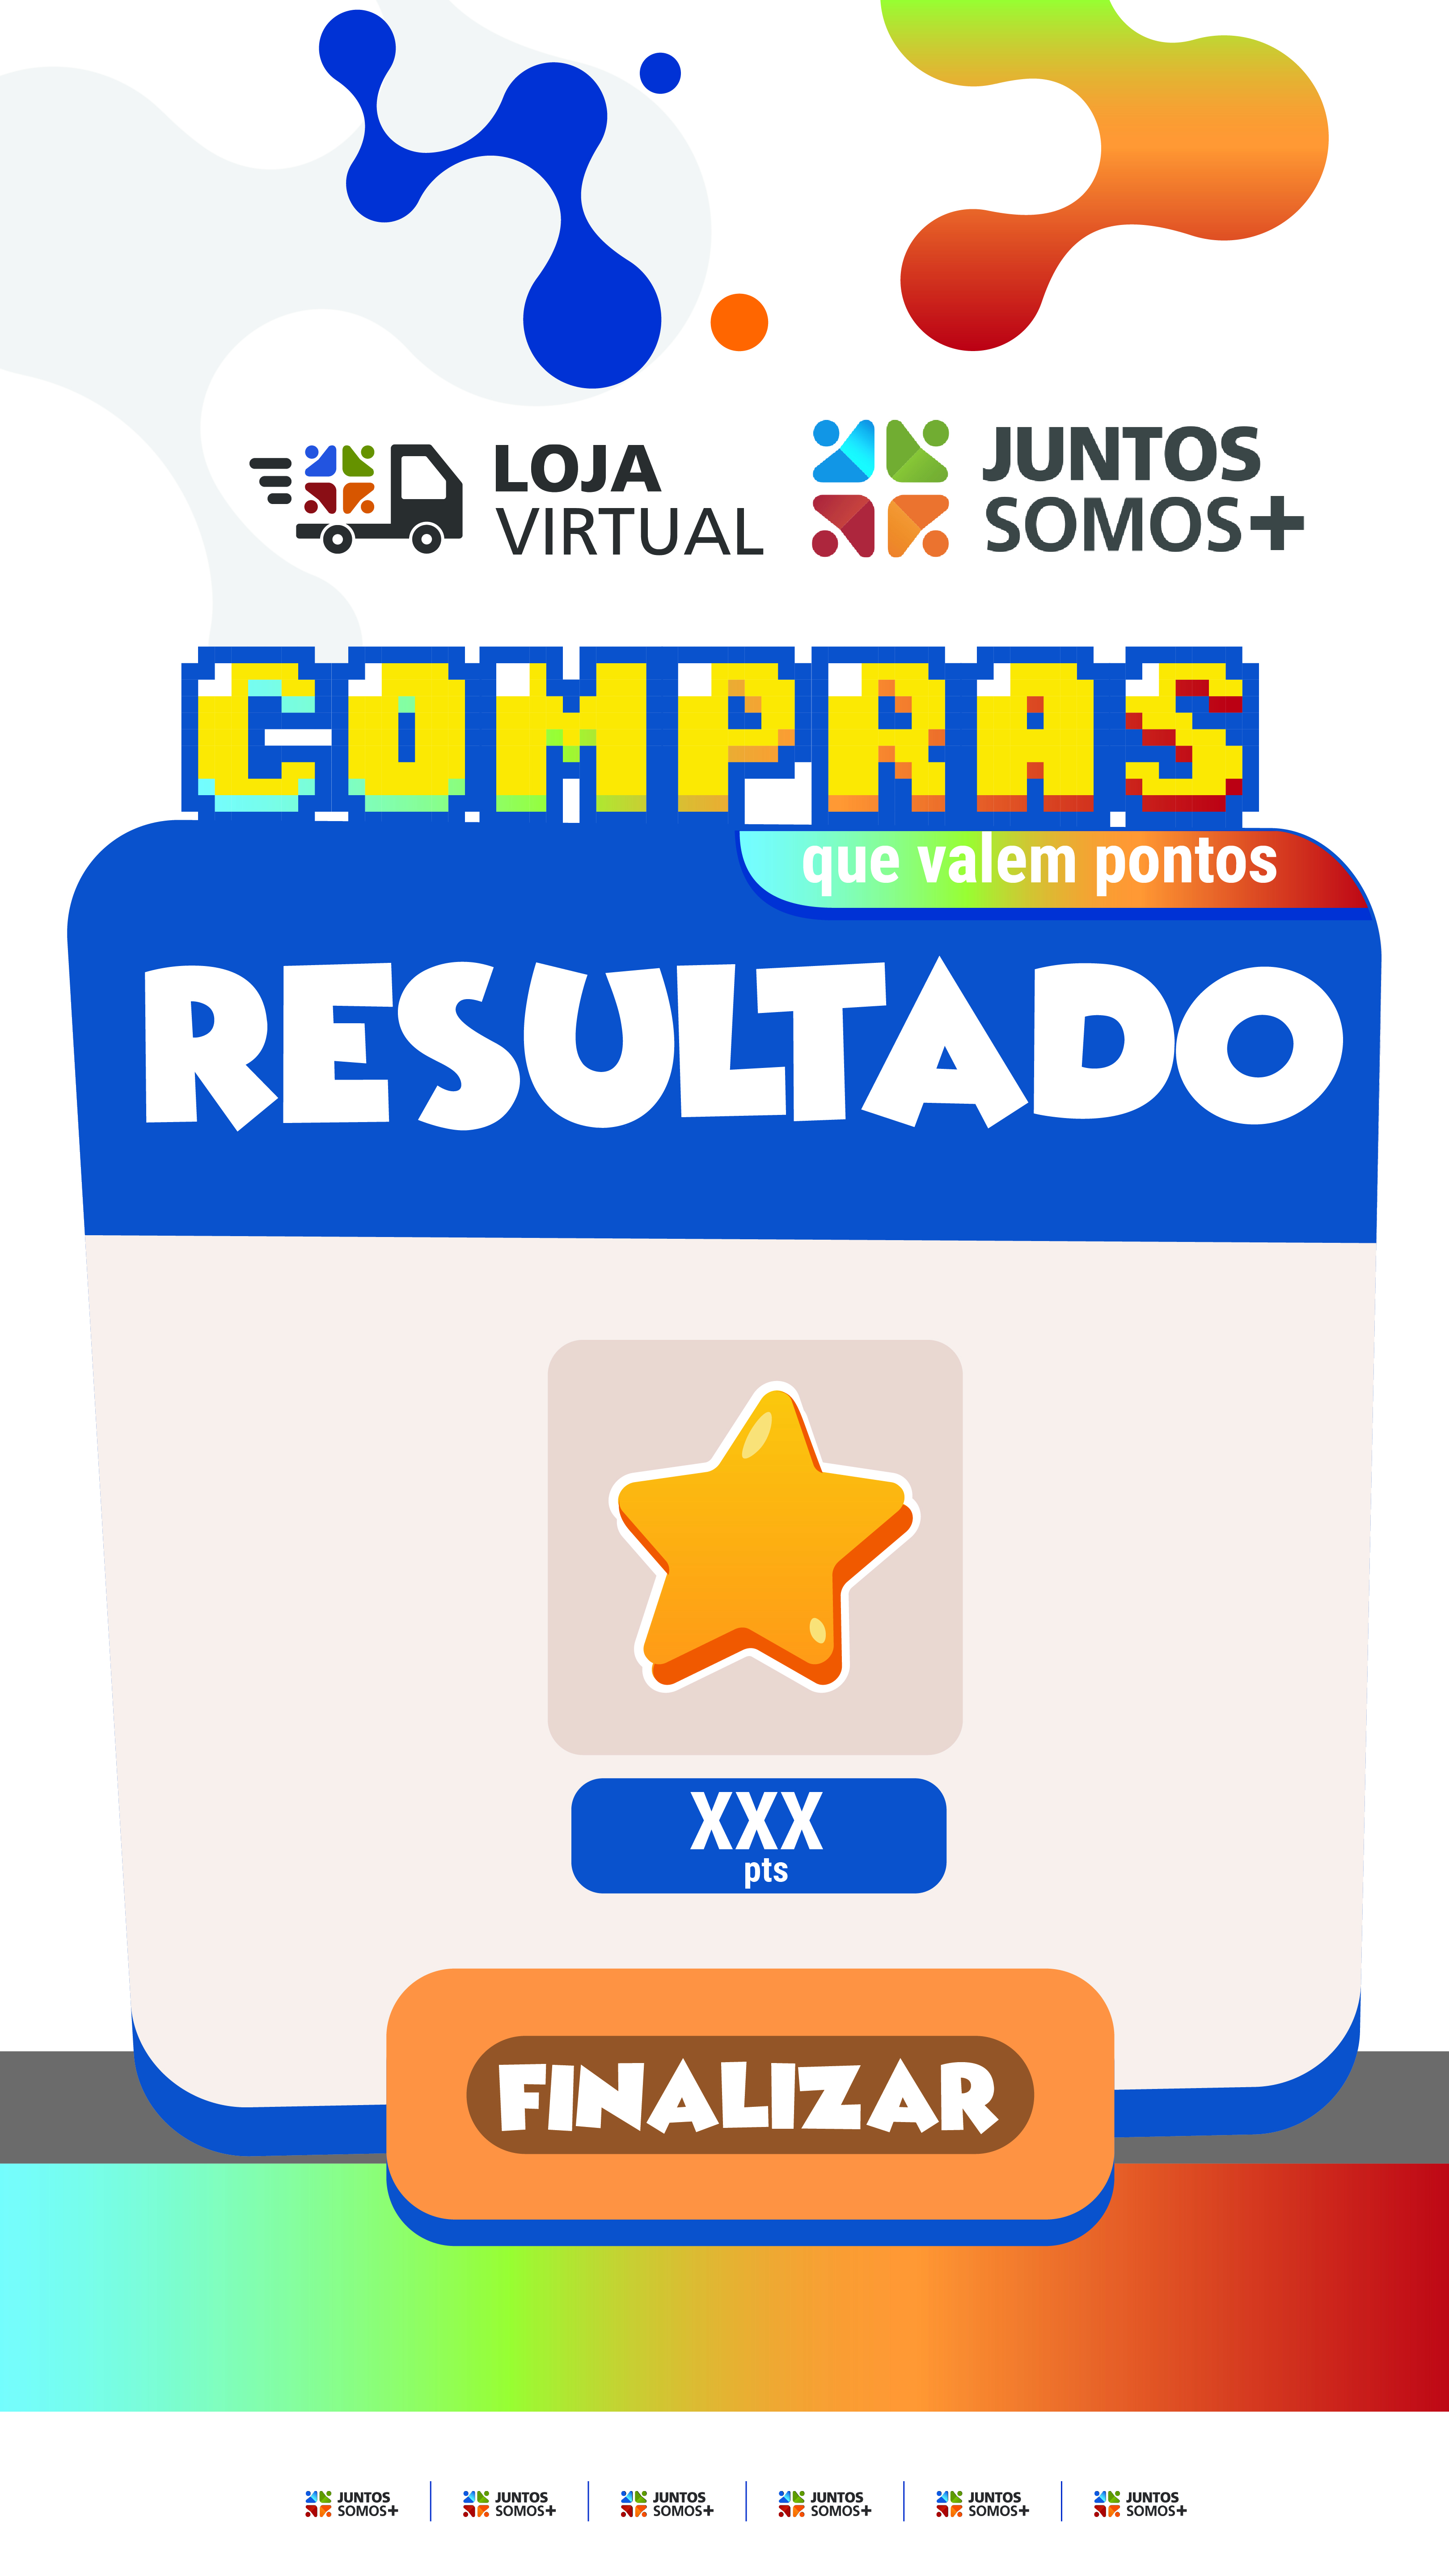 LOJA
VIRTUAL
JUNTOS
SOMOS+
COMPRAS
que valem pontos
RESULTADO
XXX
pts
FINALIZAR
JUNTOS
SOMOS+
JUNTOS
SOMOS+
JUNTOS
SOMOS+
JUNTOS
SOMOS+
JUNTOS
SOMOS+
JUNTOS
SOMOS+